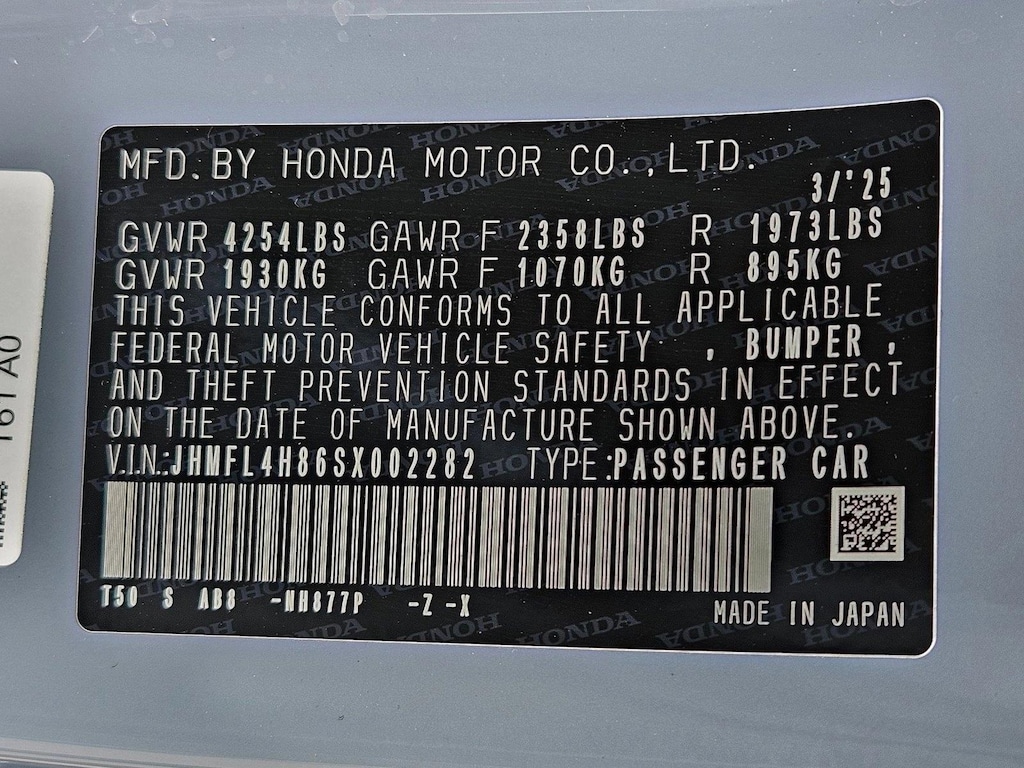 MFD. BY HONDA MOTOR CO., LTD.
3/'25
GVWR 4254LBS GAWR F 2358LBS R 1973LBS
GVWR 1930KG GAWR F 1070KG R 895KG
THIS VEHICLE CONFORMS TO ALL APPLICABLE
FEDERAL MOTOR VEHICLE SAFETY , BUMPER ,
AND THEFT PREVENTION STANDARDS IN EFFECT
ON THE DATE OF MANUFACTURE SHOWN ABOVE.
V.I.N.:JHMFL4H86SX002282 TYPE:PASSENGER CAR
T50 S AB8 -NH877P -Z -X
MADE IN JAPAN